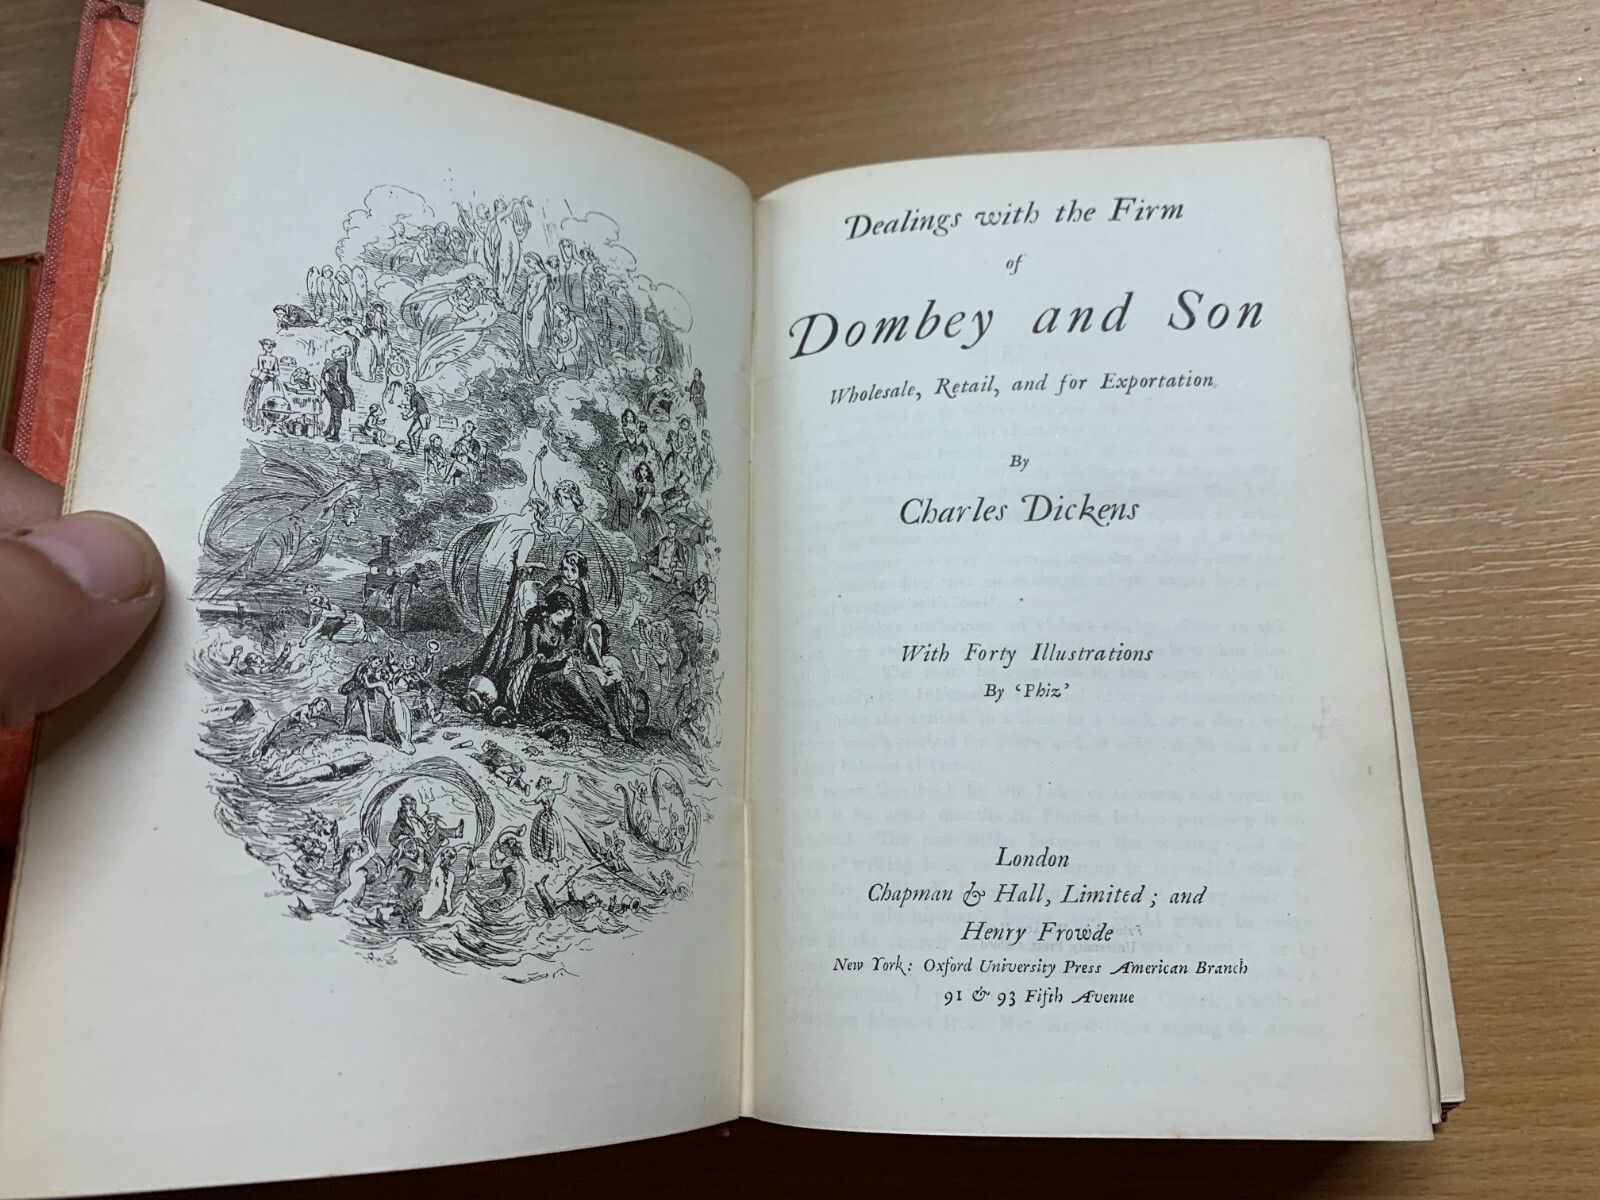 Dealings with the Firm
of
Dombey and Son
Wholesale, Retail, and for Exportation
By
Charles Dickens
With Forty Illustrations
By ‘Phiz’
London
Chapman & Hall, Limited; and
Henry Frowde
New York: Oxford University Press American Branch
91 & 93 Fifth Avenue